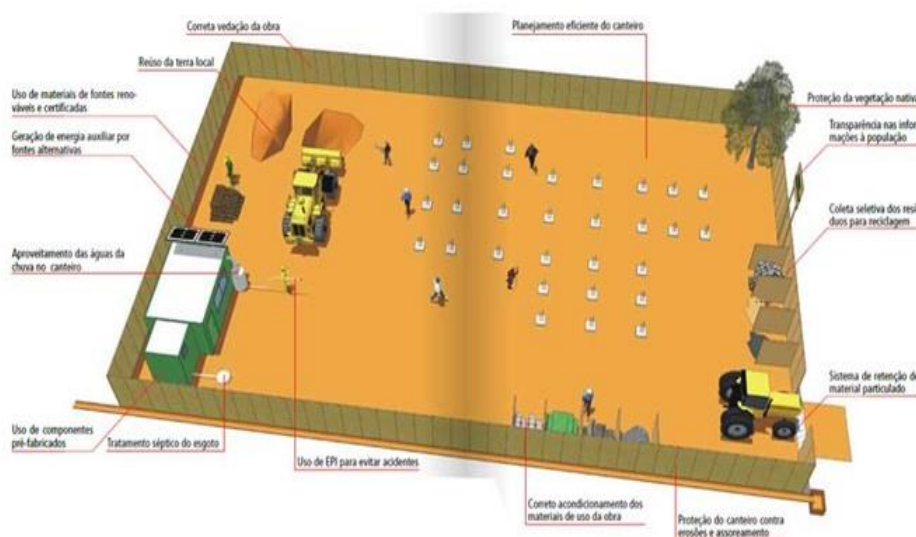 Correta vedação da obra
Planejamento eficiente do canteiro
Reúso da terra local
Uso de materiais de fontes reno-
váveis e certificadas
Geração de energia auxiliar por
fontes alternativas
Proteção da vegetação nativ
Transparência nas infor
mações à população
Coleta seletiva dos resí
duos para reciclagem
Aproveitamento das águas da
chuva no canteiro
Sistema de retenção de
material particulado
Uso de componentes
pré-fabricados
Tratamento séptico do esgoto
Uso de EPI para evitar acidentes
Correto acondicionamento dos
materiais de uso da obra
Proteção do canteiro contra
erosões e assoreamento